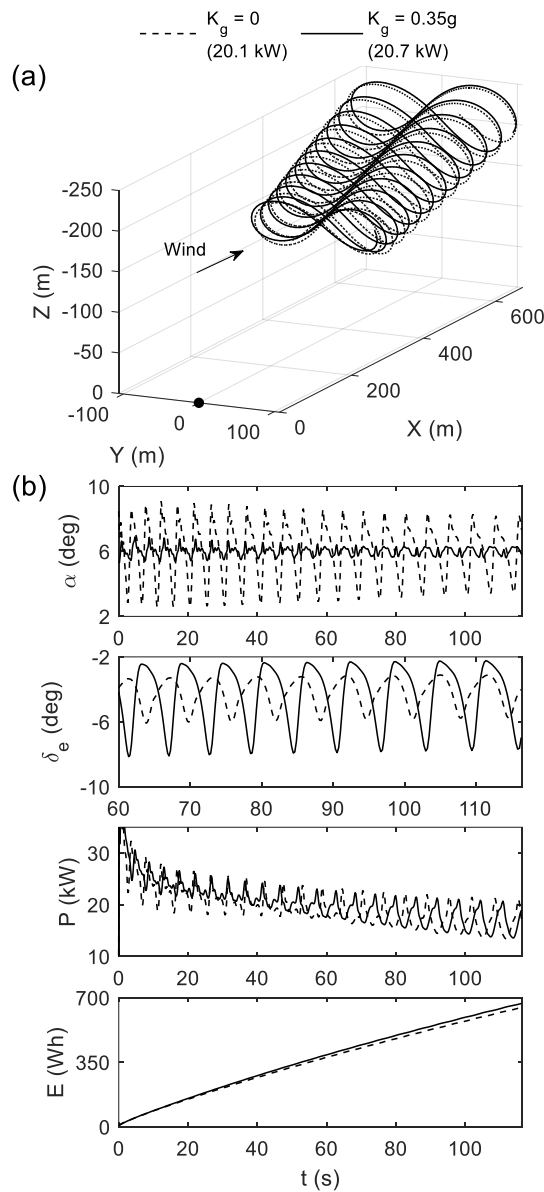 K_g = 0
(20.1 kW)
K_g = 0.35g
(20.7 kW)
(a)
-250
-200
-150
-100
-50
0
Z (m)
Wind
-100
0
100
Y (m)
0
200
400
600
X (m)
(b)
10
6
2
α (deg)
0 20 40 60 80 100
-2
-6
-10
δ_e (deg)
60 70 80 90 100 110
30
20
10
P (kW)
0 20 40 60 80 100
700
350
0
E (Wh)
0 20 40 60 80 100
t (s)